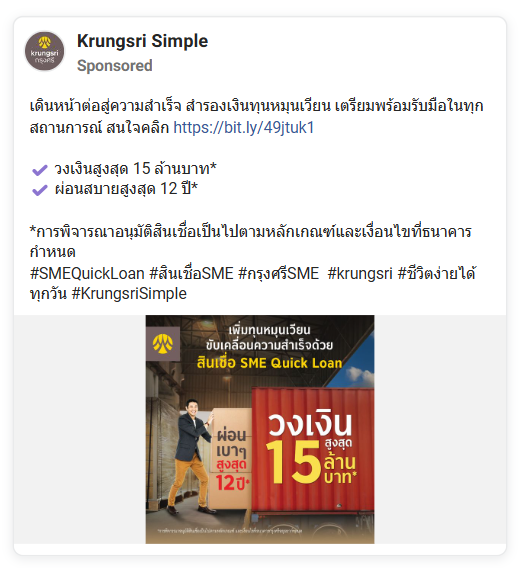 krungsri
กรุงศรี
Krungsri Simple
Sponsored
เดินหน้าต่อสู่ความสำเร็จ สำรองเงินทุนหมุนเวียน เตรียมพร้อมรับมือในทุก
สถานการณ์ สนใจคลิก https://bit.ly/49jtuk1
วงเงินสูงสุด 15 ล้านบาท*
ผ่อนสบายสูงสุด 12 ปี*
*การพิจารณาอนุมัติสินเชื่อเป็นไปตามหลักเกณฑ์และเงื่อนไขที่ธนาคาร
กำหนด
#SMEQuickLoan #สินเชื่อSME #กรุงศรีSME #krungsri #ชีวิตง่ายได้
ทุกวัน #KrungsriSimple
เพิ่มทุนหมุนเวียน
ขับเคลื่อนความสำเร็จด้วย
สินเชื่อ SME Quick Loan
ผ่อน
เบาๆ
สูงสุด
12 ปี*
วงเงิน
สูงสุด
15 ล้าน
บาท*